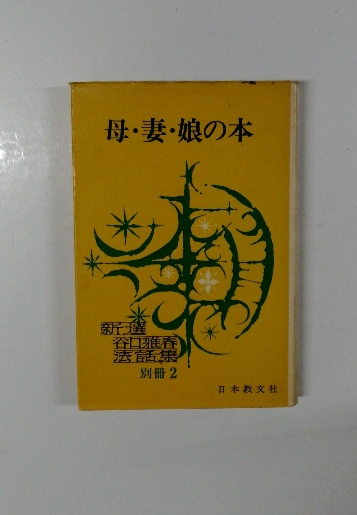 母・妻・娘の本
新選
谷口雅春
法話集
別冊2
日本教文社